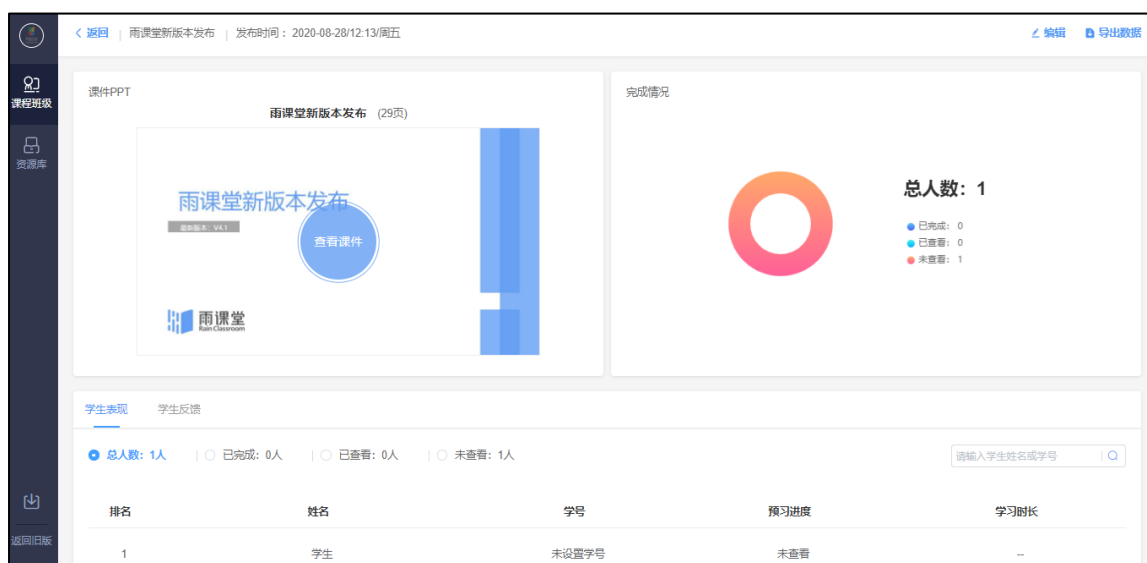 返回 | 雨课堂新版本发布 | 发布时间：2020-08-28/12:13/周五
编辑 导出数据
课程班级
资源库
返回旧版
课件PPT
雨课堂新版本发布 (29页)
雨课堂新版本发布
最新版本：V4.1
查看课件
雨课堂
Rain Classroom
完成情况
总人数：1
已完成：0
已查看：0
未查看：1
学生表现 学生反馈
总人数：1人 | 已完成：0人 | 已查看：0人 | 未查看：1人
请输入学生姓名或学号
排名 姓名 学号 预习进度 学习时长
1 学生 未设置学号 未查看 --